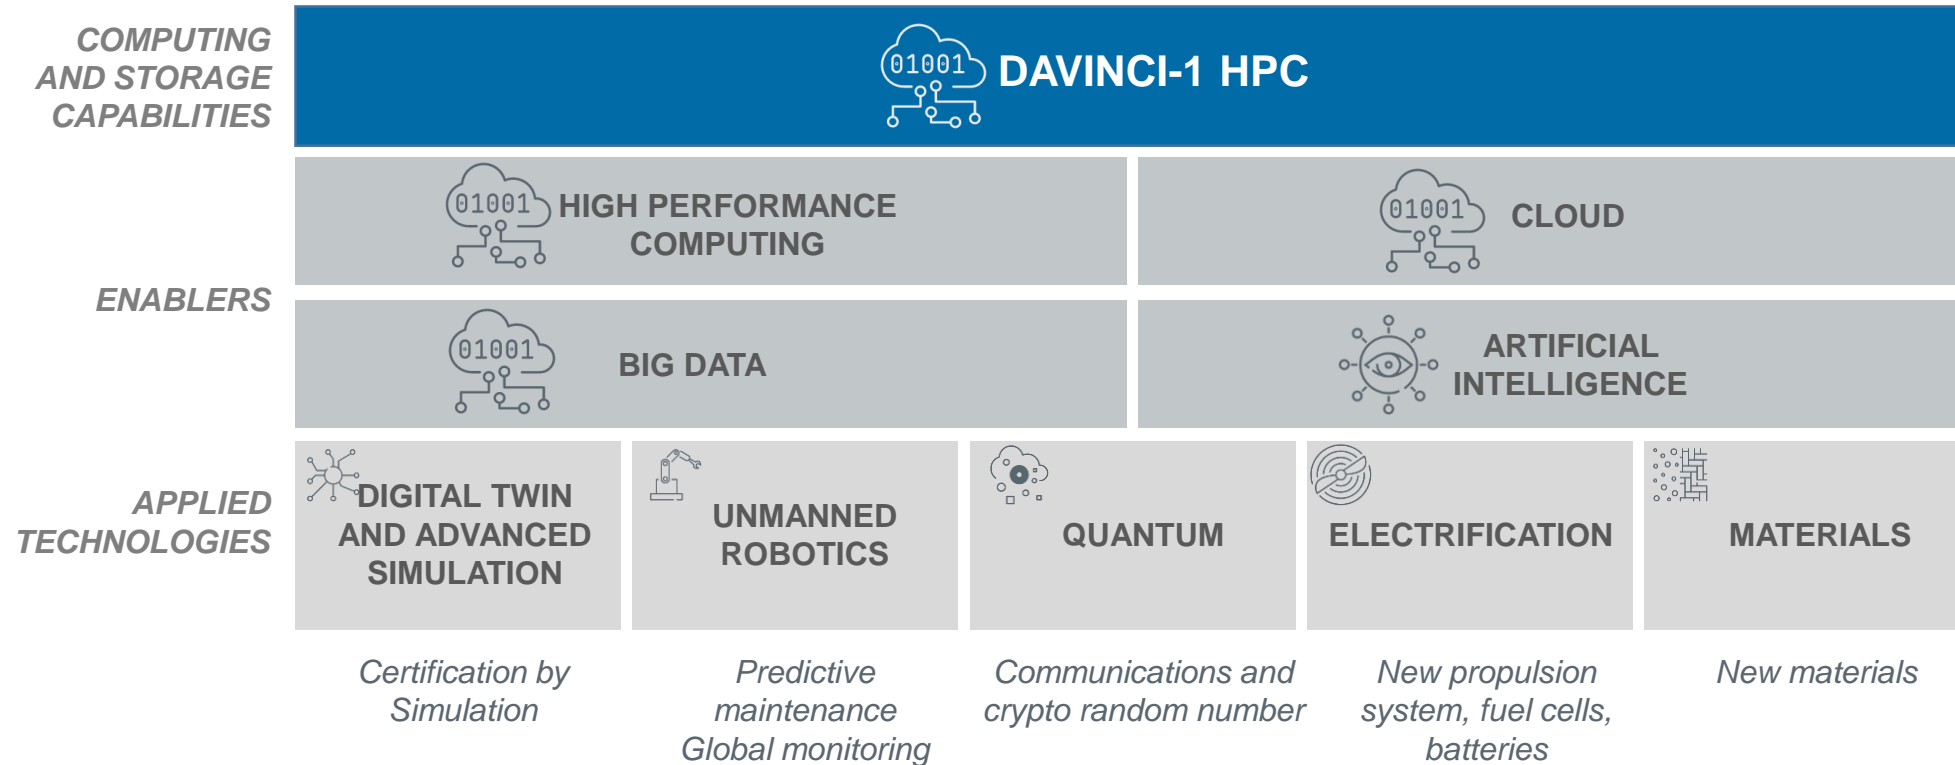 COMPUTING
AND STORAGE
CAPABILITIES
01001
DAVINCI-1 HPC
ENABLERS
01001
HIGH PERFORMANCE
COMPUTING
01001
CLOUD
01001
BIG DATA
ARTIFICIAL
INTELLIGENCE
APPLIED
TECHNOLOGIES
DIGITAL TWIN
AND ADVANCED
SIMULATION
UNMANNED
ROBOTICS
QUANTUM
ELECTRIFICATION
MATERIALS
Certification by
Simulation
Predictive
maintenance
Global monitoring
Communications and
crypto random number
New propulsion
system, fuel cells,
batteries
New materials